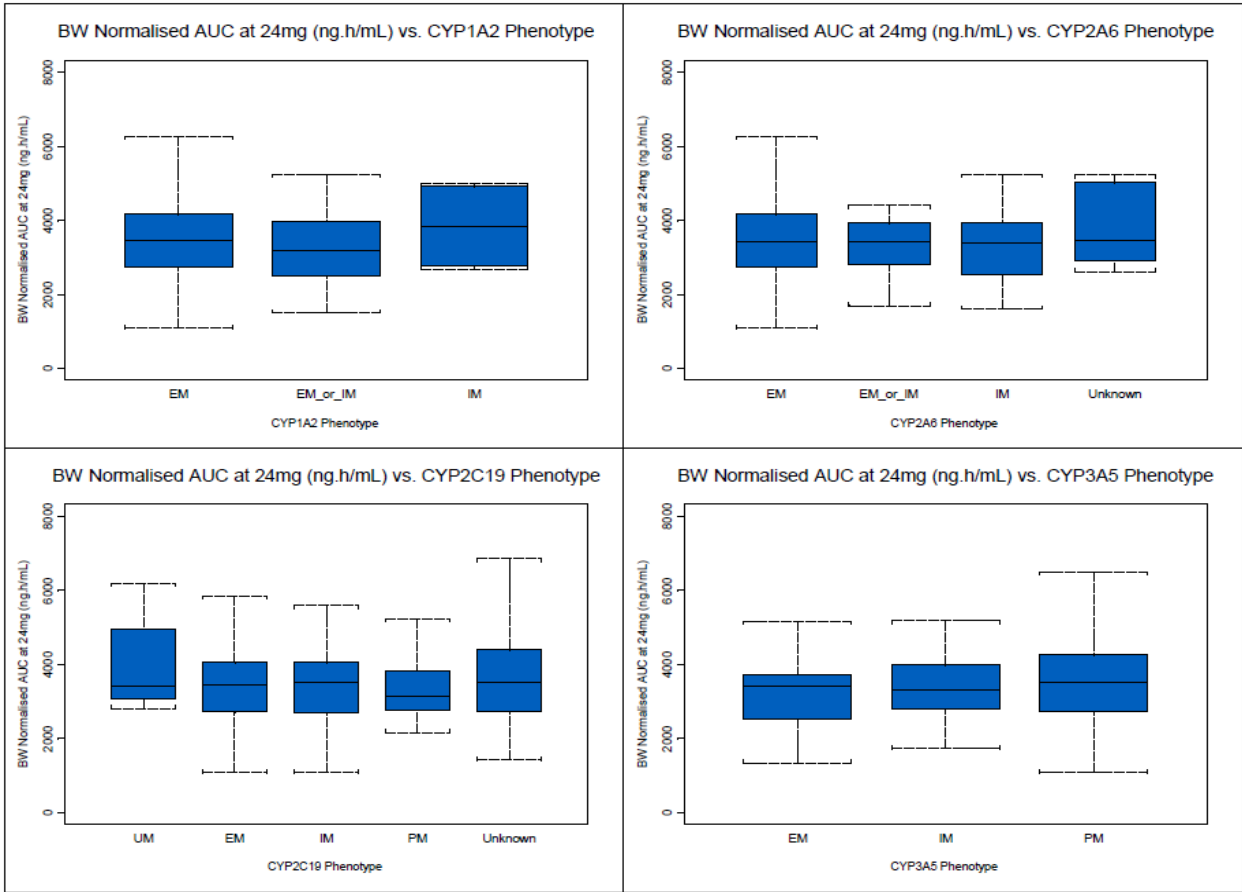 BW Normalised AUC at 24mg (ng.h/mL) vs. CYP1A2 Phenotype
BW Normalised AUC at 24mg (ng.h/mL)
8000
6000
4000
2000
0
EM EM_or_IM IM
CYP1A2 Phenotype
BW Normalised AUC at 24mg (ng.h/mL) vs. CYP2A6 Phenotype
BW Normalised AUC at 24mg (ng.h/mL)
8000
6000
4000
2000
0
EM EM_or_IM IM Unknown
CYP2A6 Phenotype
BW Normalised AUC at 24mg (ng.h/mL) vs. CYP2C19 Phenotype
BW Normalised AUC at 24mg (ng.h/mL)
8000
6000
4000
2000
0
UM EM IM PM Unknown
CYP2C19 Phenotype
BW Normalised AUC at 24mg (ng.h/mL) vs. CYP3A5 Phenotype
BW Normalised AUC at 24mg (ng.h/mL)
8000
6000
4000
2000
0
EM IM PM
CYP3A5 Phenotype